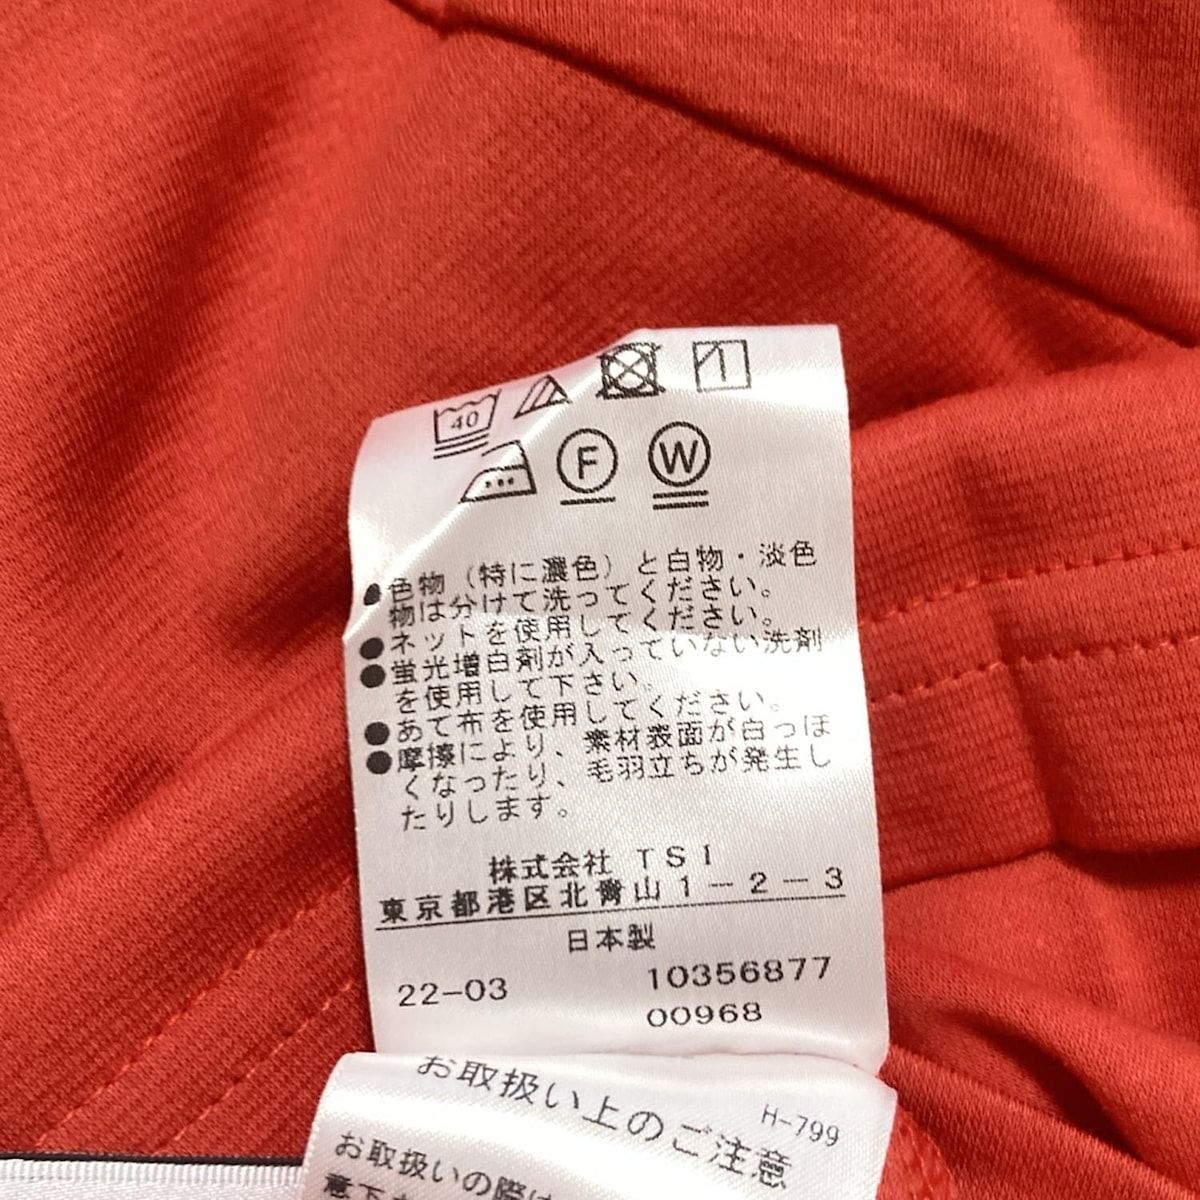 40
F W
●色物(特に濃色)と白物・淡色
物は分けて洗ってください。
●ネットを使用してください。
●蛍光増白剤が入っていない洗剤
を使用して下さい。
●あて布を使用してください。
●摩擦により、素材表面が白っぽ
くなったり、毛羽立ちが発生し
たりします。
株式会社 TSI
東京都港区北青山1-2-3
日本製
22-03 10356877
00968
お取扱い上のご注意
H-799
お取扱いの際は
意下